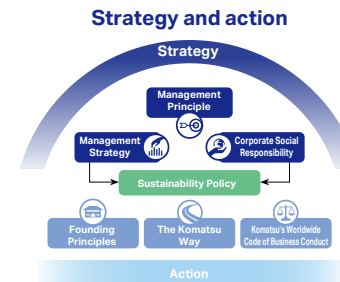 Strategy and action
Strategy
Management
Principle
Management
Strategy
Corporate Social
Responsibility
Sustainability Policy
Founding
Principles
The Komatsu
Way
Komatsu's Worldwide
Code of Business Conduct
Action